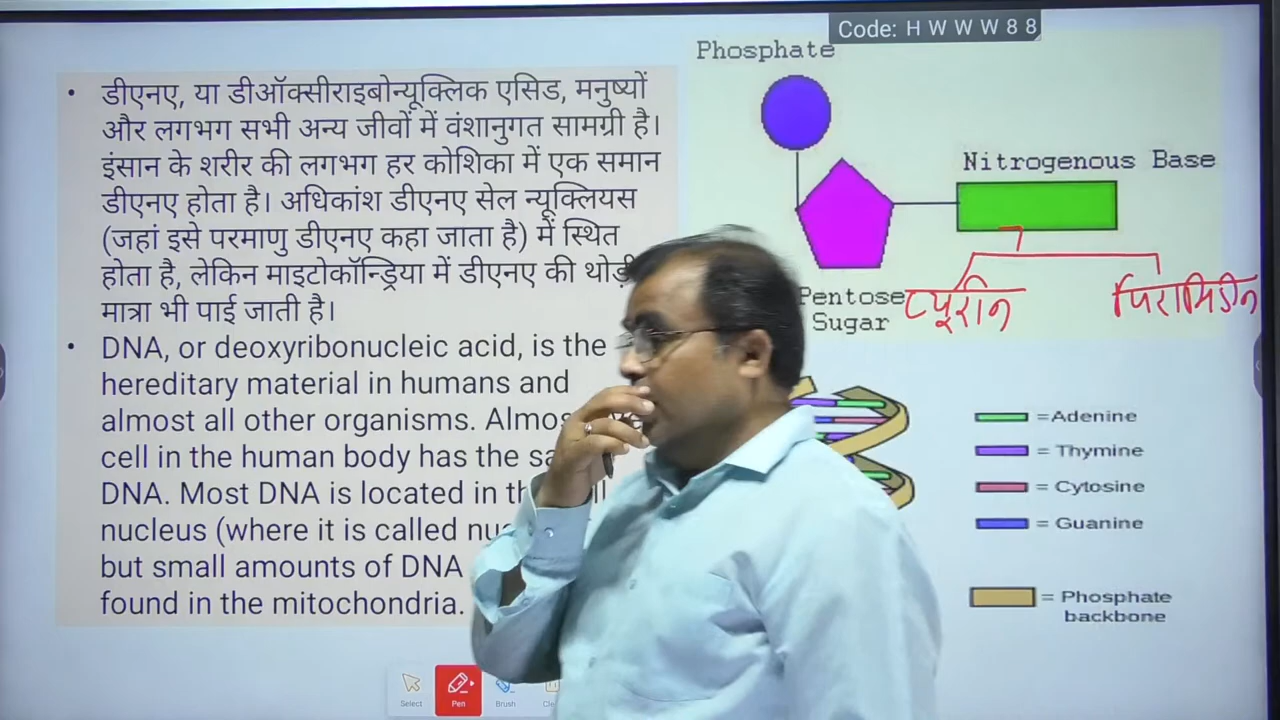 Code: H W W W 8 8
• डीएनए, या डीऑक्सीराइबोन्यूक्लिक एसिड, मनुष्यों
और लगभग सभी अन्य जीवों में वंशानुगत सामग्री है।
इंसान के शरीर की लगभग हर कोशिका में एक समान
डीएनए होता है। अधिकांश डीएनए सेल न्यूक्लियस
(जहां इसे परमाणु डीएनए कहा जाता है) में स्थित
होता है, लेकिन माइटोकॉन्ड्रिया में डीएनए की
मात्रा भी पाई जाती है।
• DNA, or deoxyribonucleic acid, is the
hereditary material in humans and
almost all other organisms.
cell in the human body has the
DNA. Most DNA is located in
nucleus (where it is called
but small amounts of DNA
found in the mitochondria.
Phosphate
Nitrogenous Base
Pentose
Sugar
प्यूरीन
पिरामिडीन
=Adenine
= Thymine
= Cytosine
= Guanine
= Phosphate
backbone
Select
Pen
Brush